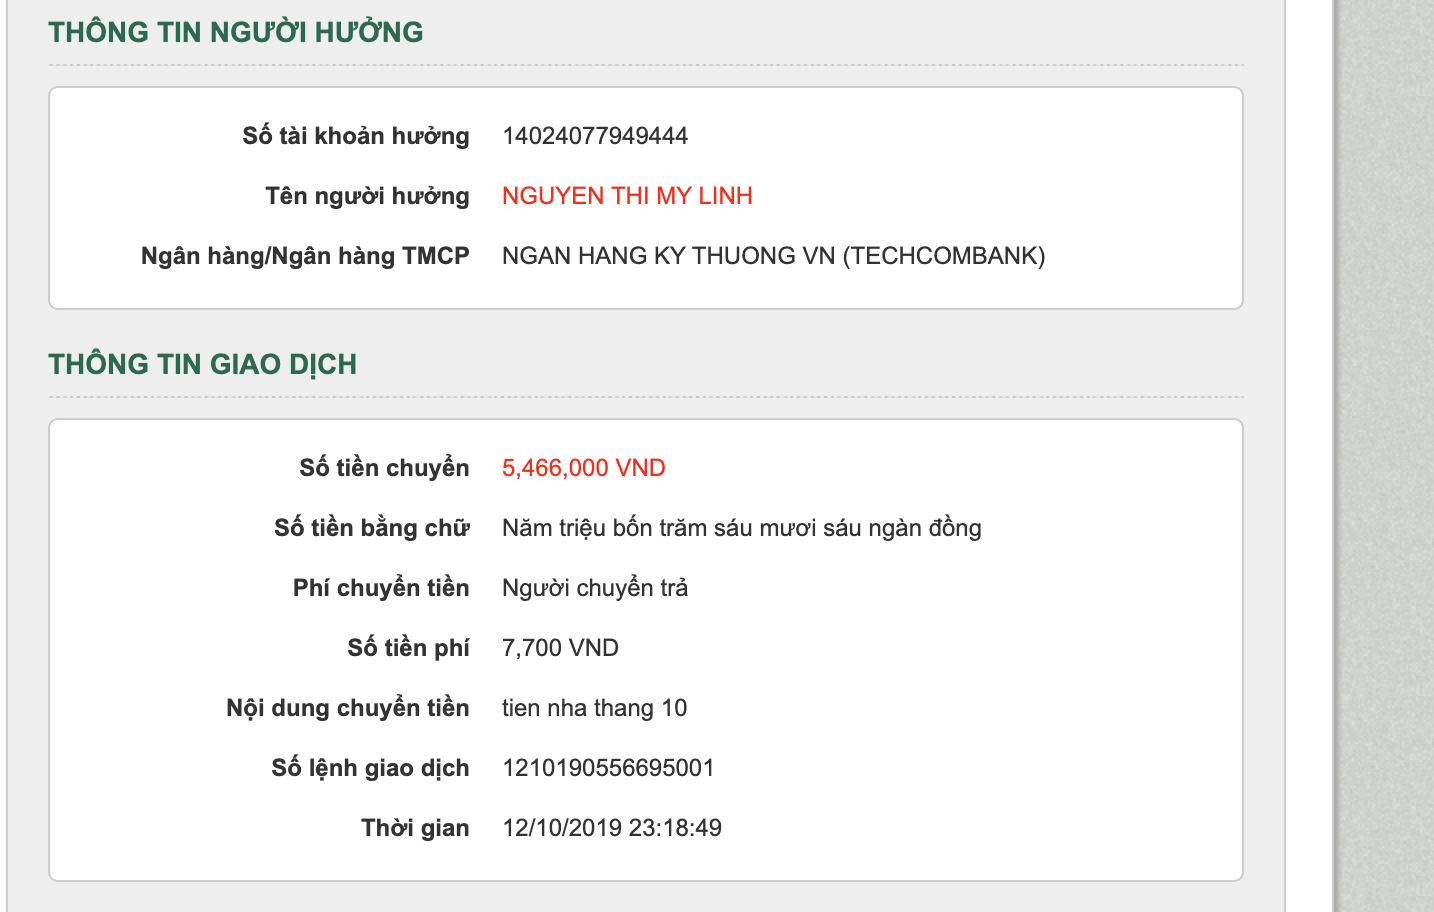 THÔNG TIN NGƯỜI HƯỞNG
Số tài khoản hưởng 14024077949444
Tên người hưởng NGUYEN THI MY LINH
Ngân hàng/Ngân hàng TMCP NGAN HANG KY THUONG VN (TECHCOMBANK)
THÔNG TIN GIAO DỊCH
Số tiền chuyển 5,466,000 VND
Số tiền bằng chữ Năm triệu bốn trăm sáu mươi sáu ngàn đồng
Phí chuyển tiền Người chuyển trả
Số tiền phí 7,700 VND
Nội dung chuyển tiền tien nha thang 10
Số lệnh giao dịch 1210190556695001
Thời gian 12/10/2019 23:18:49